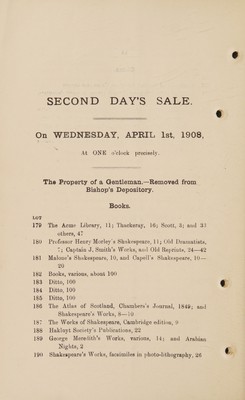 SECOND DAY'S SALE.
On WEDNESDAY, APRIL 1st, 1908,
At ONE o'clock precisely.
The Property of a Gentleman.—Removed from
Bishop's Depository.
Books.
LOT
179 The Acme Library, 11; Thackeray, 16; Scott, 3; and
others, 47
180 Professor Henry Morley's Shakespeare, 11; Old Dramatists,
7; Captain J. Smith's Works, and Old Reprints, 24—42
181 Malone's Shakespeare, 10, and Capell's Shakespeare, 10—
20
182 Books, various, about 100
183 Ditto, 100
184 Ditto, 100
185 Ditto, 100
186 The Atlas of Scotland, Chambers's Journal, 1849; and
Shakespeare's Works, 8—10
187 The Works of Shakespeare, Cambridge edition, 9
188 Hakluyt Society's Publications, 22
189 George Meredith's Works, various, 14; and Arabian
Nights, 3
190 Shakespeare's Works, facsimiles in photo-lithography, 26